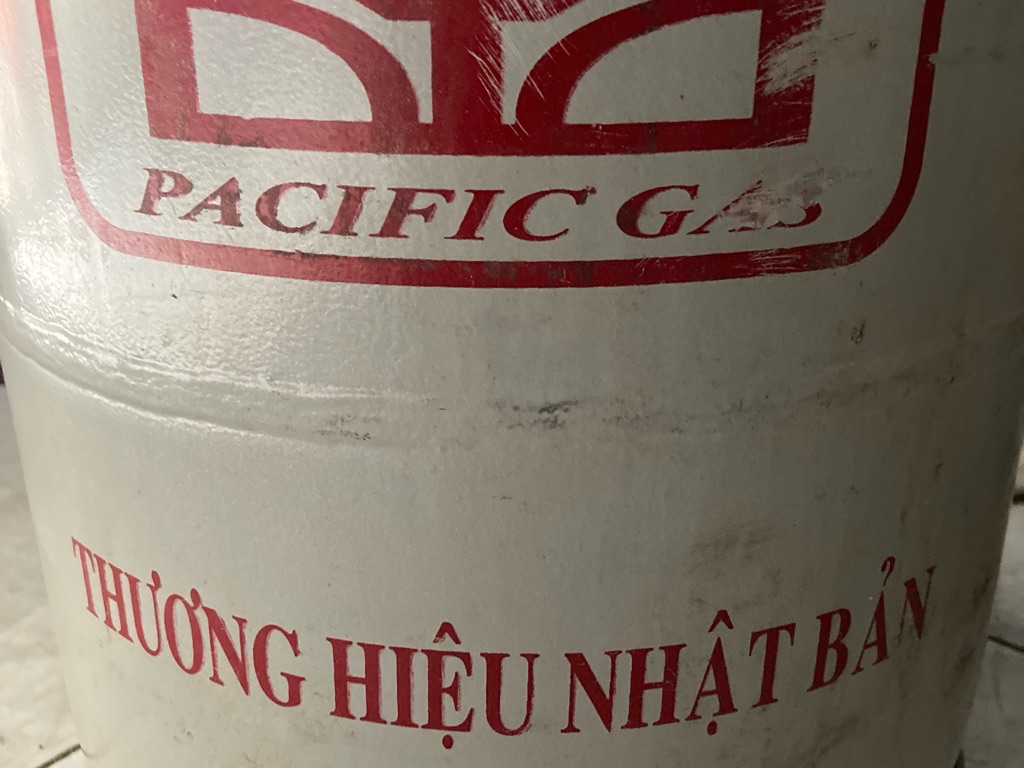 PACIFIC GAS
THƯƠNG HIỆU NHẬT BẢN